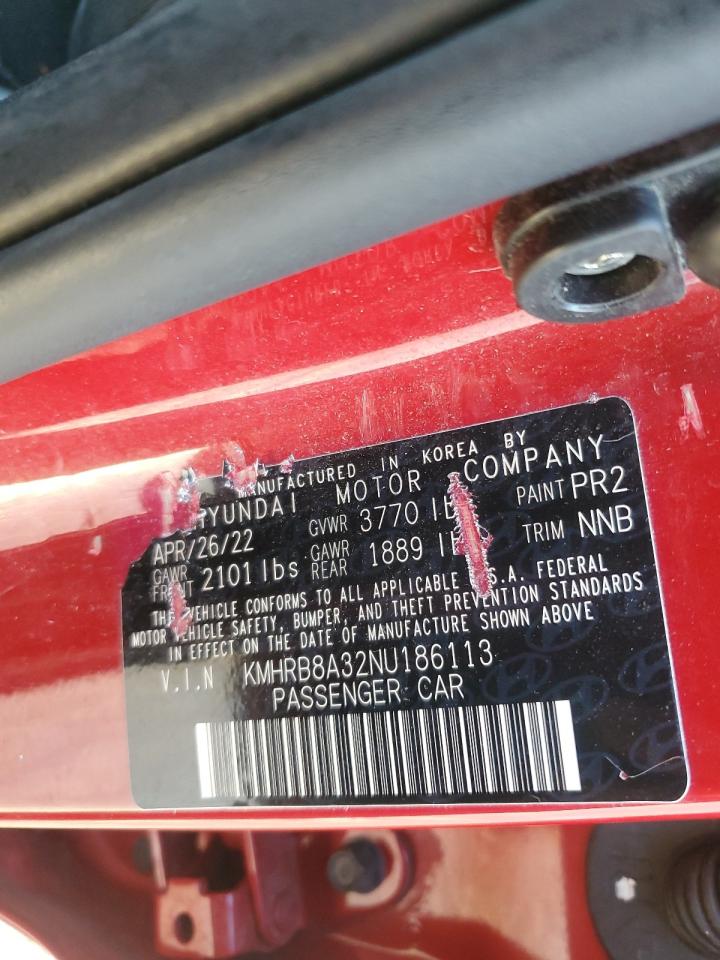 MANUFACTURED IN KOREA BY
HYUNDAI MOTOR COMPANY
APR/26/22 GVWR 3770 PAINT PR2
GAWR FRONT 2101 lbs GAWR REAR 1889 TRIM NNB
VEHICLE CONFORMS TO ALL APPLICABLE FEDERAL
MOTOR SAFETY, BUMPER, AND THEFT PREVENTION STANDARDS
IN EFFECT ON THE DATE OF MANUFACTURE SHOWN ABOVE
V.I.N KMHRB8A32NU186113
PASSENGER CAR